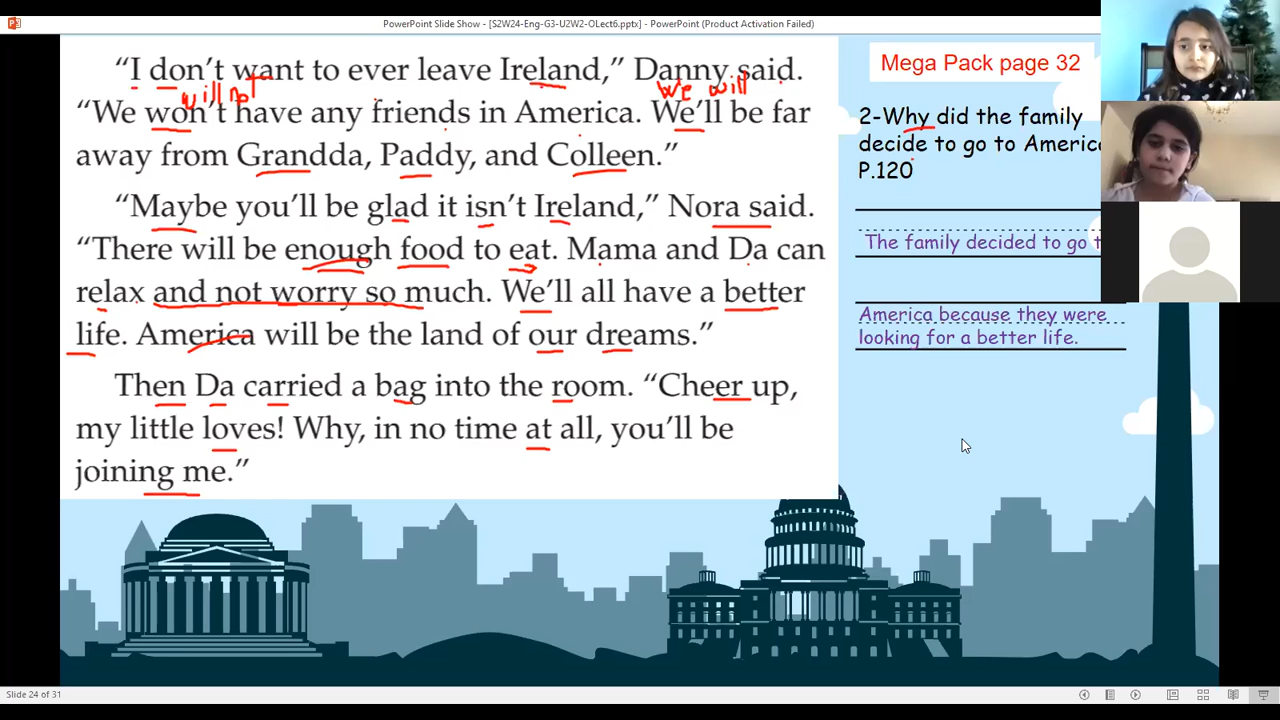 PowerPoint Slide Show - [S2W24-Eng-G3-U2W2-OLect6.pptx] - PowerPoint (Product Activation Failed)
“I don’t want to ever leave Ireland,” Danny said.
will not
we will
“We won’t have any friends in America. We’ll be far
away from Grandda, Paddy, and Colleen.”
“Maybe you’ll be glad it isn’t Ireland,” Nora said.
“There will be enough food to eat. Mama and Da can
relax and not worry so much. We’ll all have a better
life. America will be the land of our dreams.”
Then Da carried a bag into the room. “Cheer up,
my little loves! Why, in no time at all, you’ll be
joining me.”
Mega Pack page 32
2-Why did the family
decide to go to Americ
P.120
The family decided to go t
America because they were
looking for a better life.
Slide 24 of 31